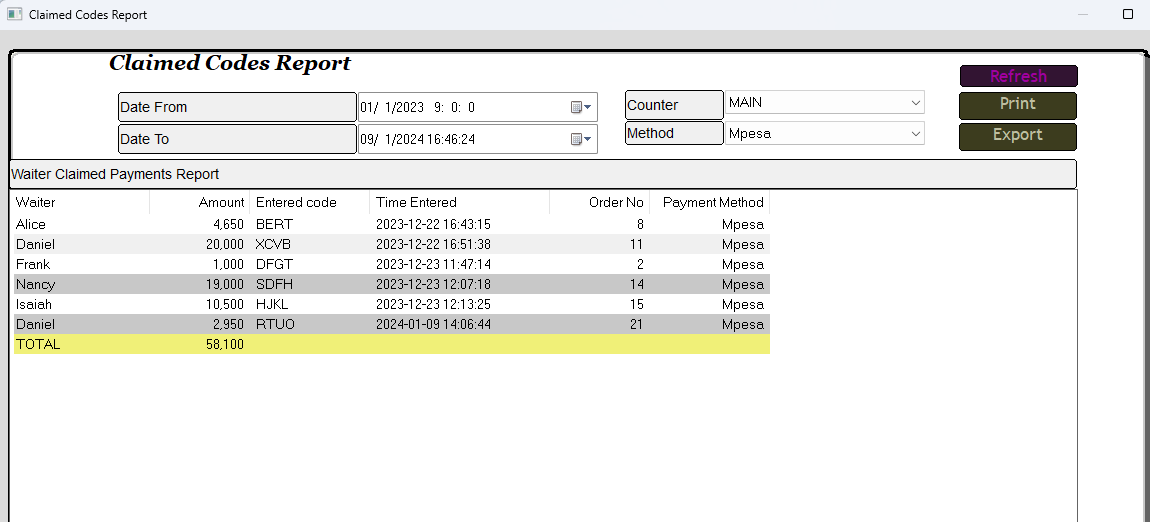 Claimed Codes Report
Claimed Codes Report
Refresh
Date From 01/ 1/2023 9: 0: 0 Counter MAIN Print
Date To 09/ 1/2024 16:46:24 Method Mpesa Export
Waiter Claimed Payments Report
Waiter Amount Entered code Time Entered Order No Payment Method
Alice 4,650 BERT 2023-12-22 16:43:15 8 Mpesa
Daniel 20,000 XCVB 2023-12-22 16:51:38 11 Mpesa
Frank 1,000 DFGT 2023-12-23 11:47:14 2 Mpesa
Nancy 19,000 SDFH 2023-12-23 12:07:18 14 Mpesa
Isaiah 10,500 HJKL 2023-12-23 12:13:25 15 Mpesa
Daniel 2,950 RTUO 2024-01-09 14:06:44 21 Mpesa
TOTAL 58,100